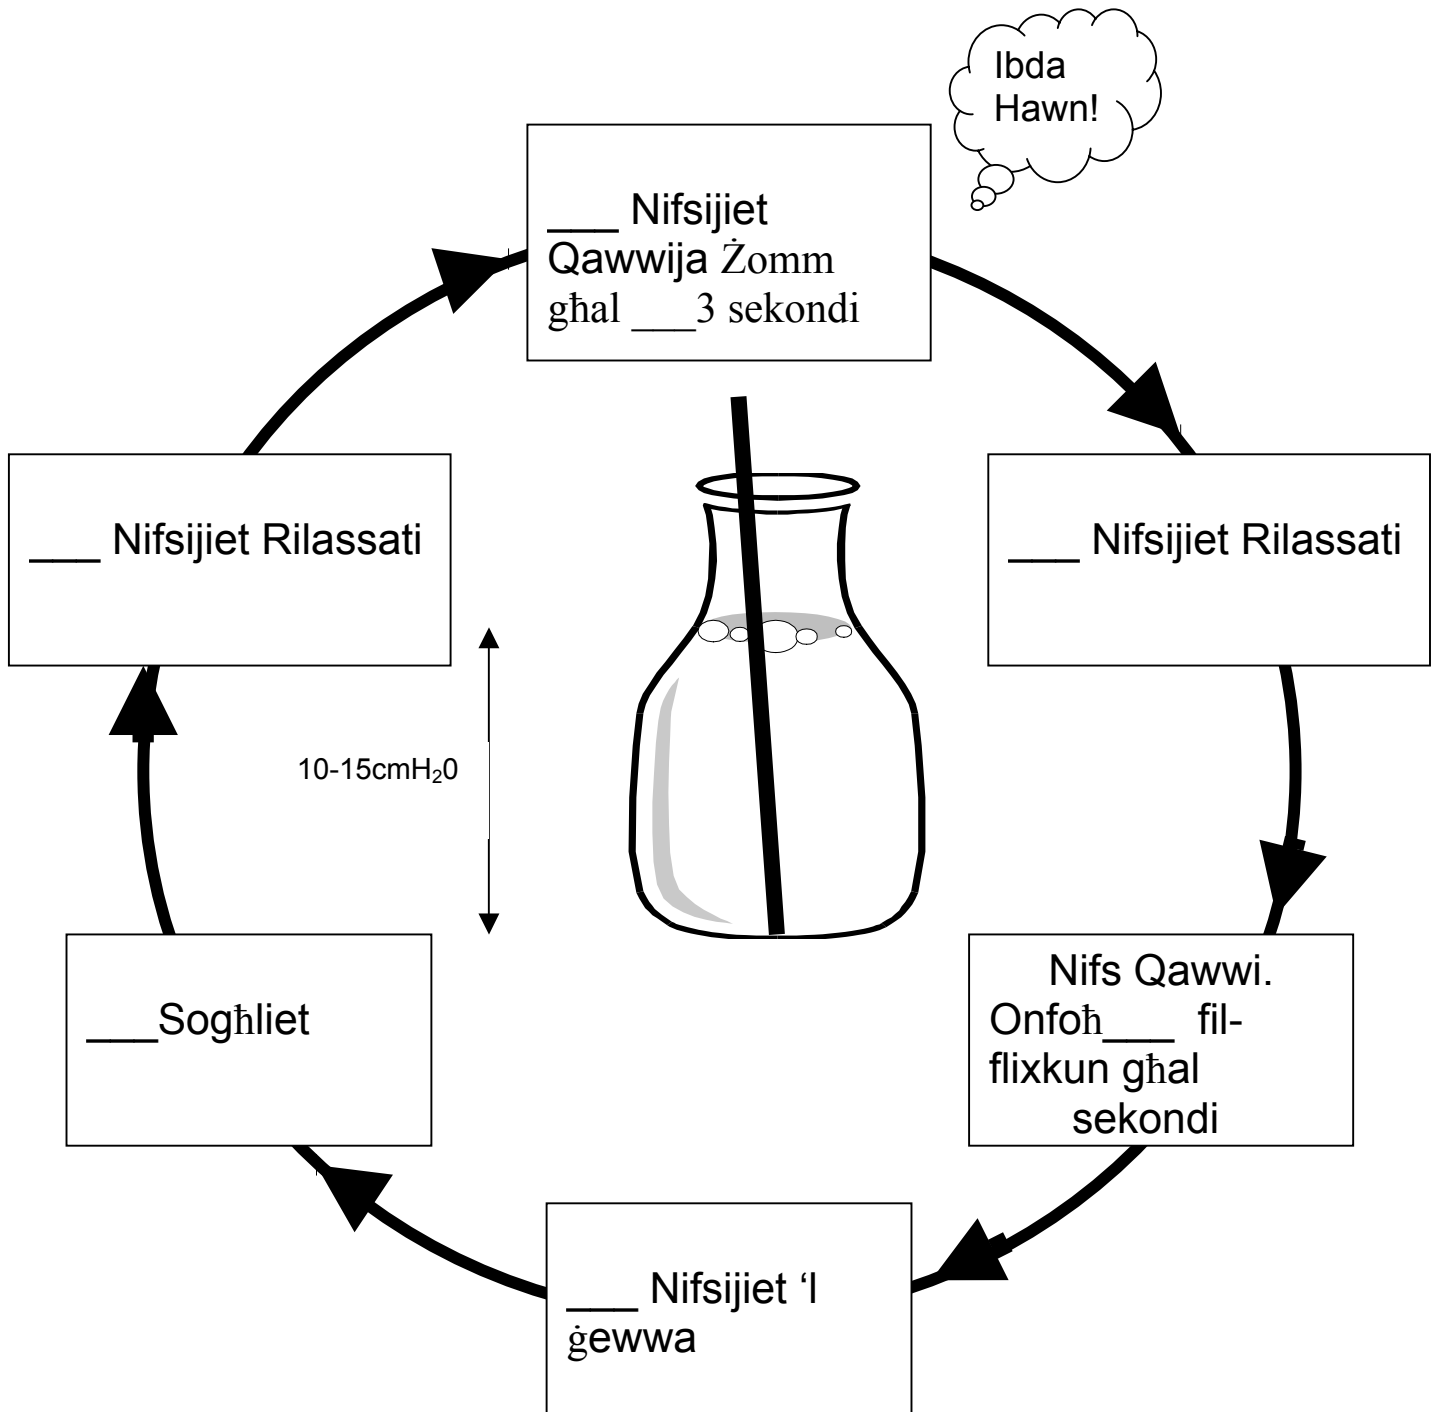 Ibda
Hawn!
___ Nifsijiet
Qawwija Żomm
għal ___3 sekondi
___ Nifsijiet Rilassati
___ Nifsijiet Rilassati
10-15cmH₂0
Nifs Qawwi.
Onfoħ___ fil-
flixkun għal
sekondi
___Sogħliet
___ Nifsijiet ‘l
ġewwa